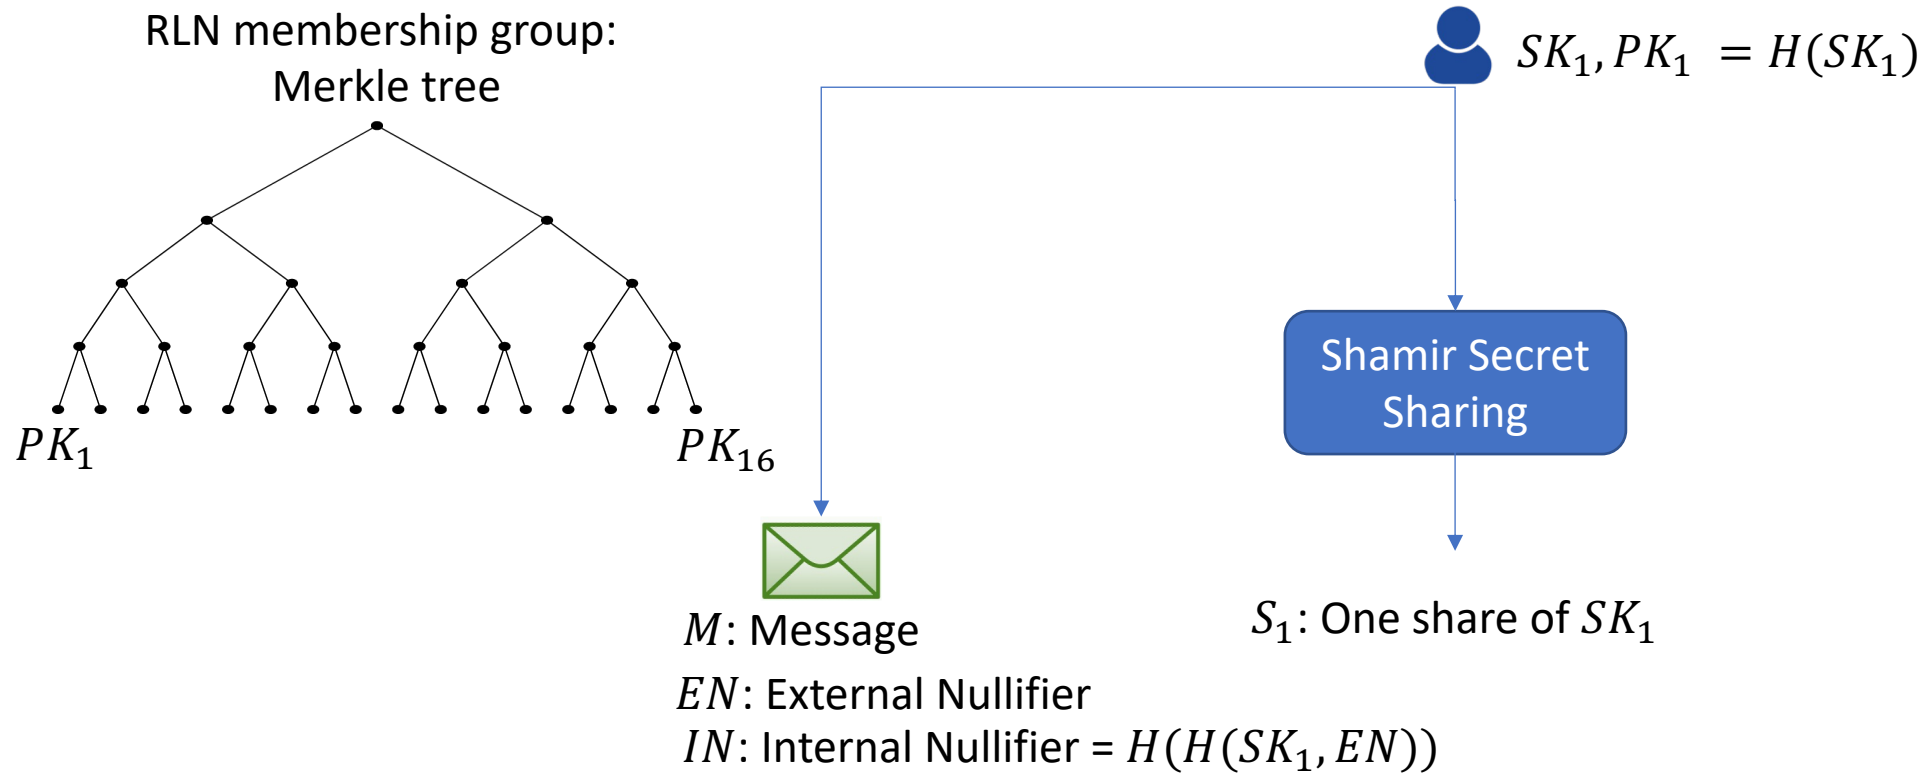 RLN membership group:
Merkle tree
𝑆𝐾₁, 𝑃𝐾₁ = 𝐻(𝑆𝐾₁)
𝑃𝐾₁
𝑃𝐾₁₆
Shamir Secret
Sharing
𝑀: Message
𝐸𝑁: External Nullifier
𝐼𝑁: Internal Nullifier = 𝐻(𝐻(𝑆𝐾₁, 𝐸𝑁))
𝑆₁: One share of 𝑆𝐾₁